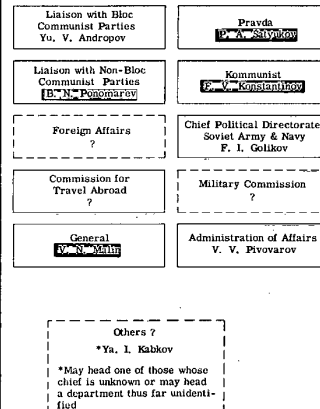 Liaison with Bloc
Communist Parties
Yu. V. Andropov
Pravda
P. A. Satyukov
Liaison with Non-Bloc
Communist Parties
B. N. Ponomarev
Kommunist
F. V. Konstantinov
Foreign Affairs
?
Chief Political Directorate
Soviet Army & Navy
F. I. Golikov
Commission for
Travel Abroad
?
Military Commission
?
General
V. N. Malin
Administration of Affairs
V. V. Pivovarov
Others ?
*Ya. I. Kabkov
*May head one of those whose
chief is unknown or may head
a department thus far unidenti-
fied